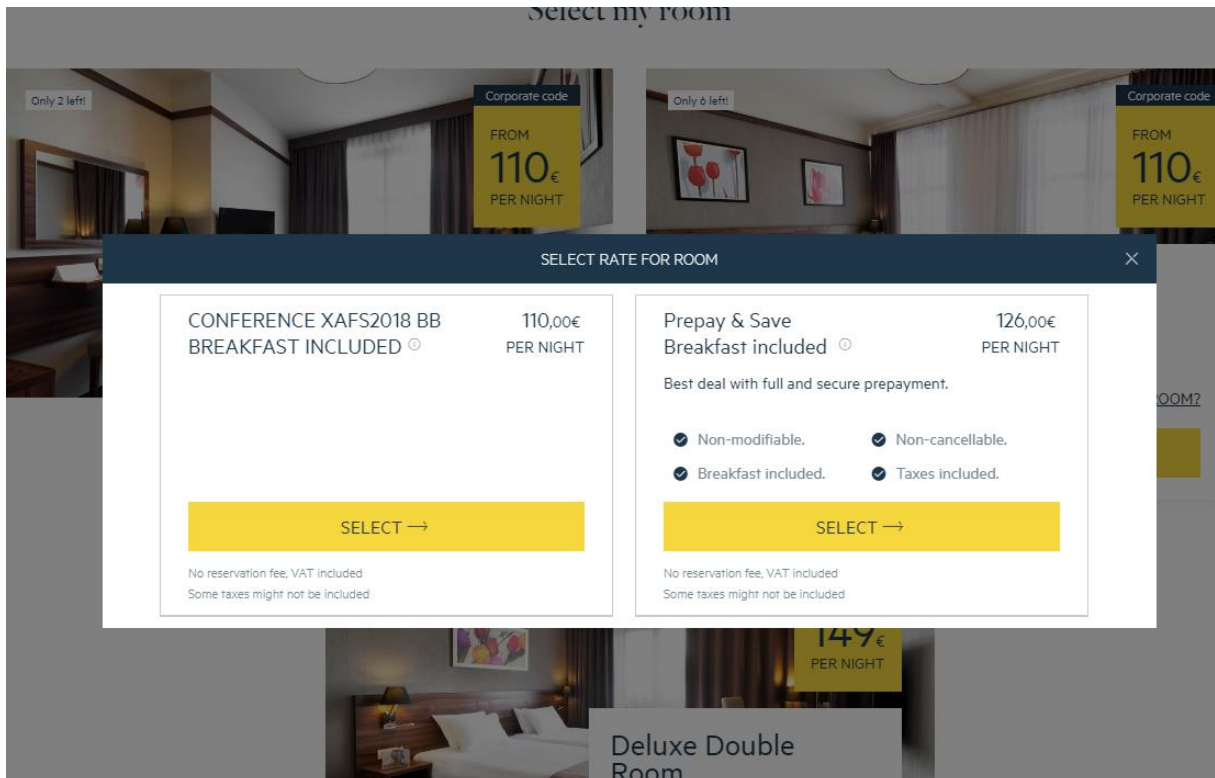 Select my room
Only 2 left!
Corporate code
FROM
110€
PER NIGHT
Only 6 left!
Corporate code
FROM
110€
PER NIGHT
SELECT RATE FOR ROOM
CONFERENCE XAFS2018 BB
BREAKFAST INCLUDED
110,00€
PER NIGHT
SELECT →
No reservation fee, VAT included
Some taxes might not be included
Prepay & Save
Breakfast included
126,00€
PER NIGHT
Best deal with full and secure prepayment.
Non-modifiable.
Non-cancellable.
Breakfast included.
Taxes included.
SELECT →
No reservation fee, VAT included
Some taxes might not be included
ROOM?
149€
PER NIGHT
Deluxe Double
Room